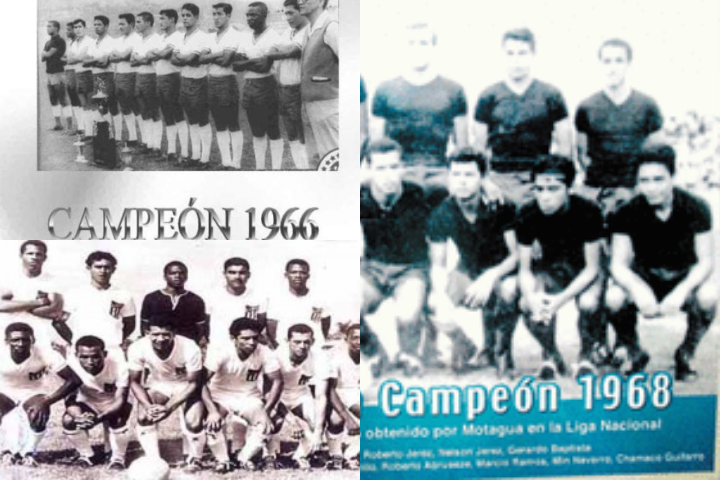 CAMPEÓN 1966
Campeón 1968
obtenido por Motagua en la Liga Nacional
Roberto Jerez, Nelson Jerez, Gerardo Baptista
Roberto Abruseze, Marcio Ramos, Min Navarro, Chamaco Guifarro